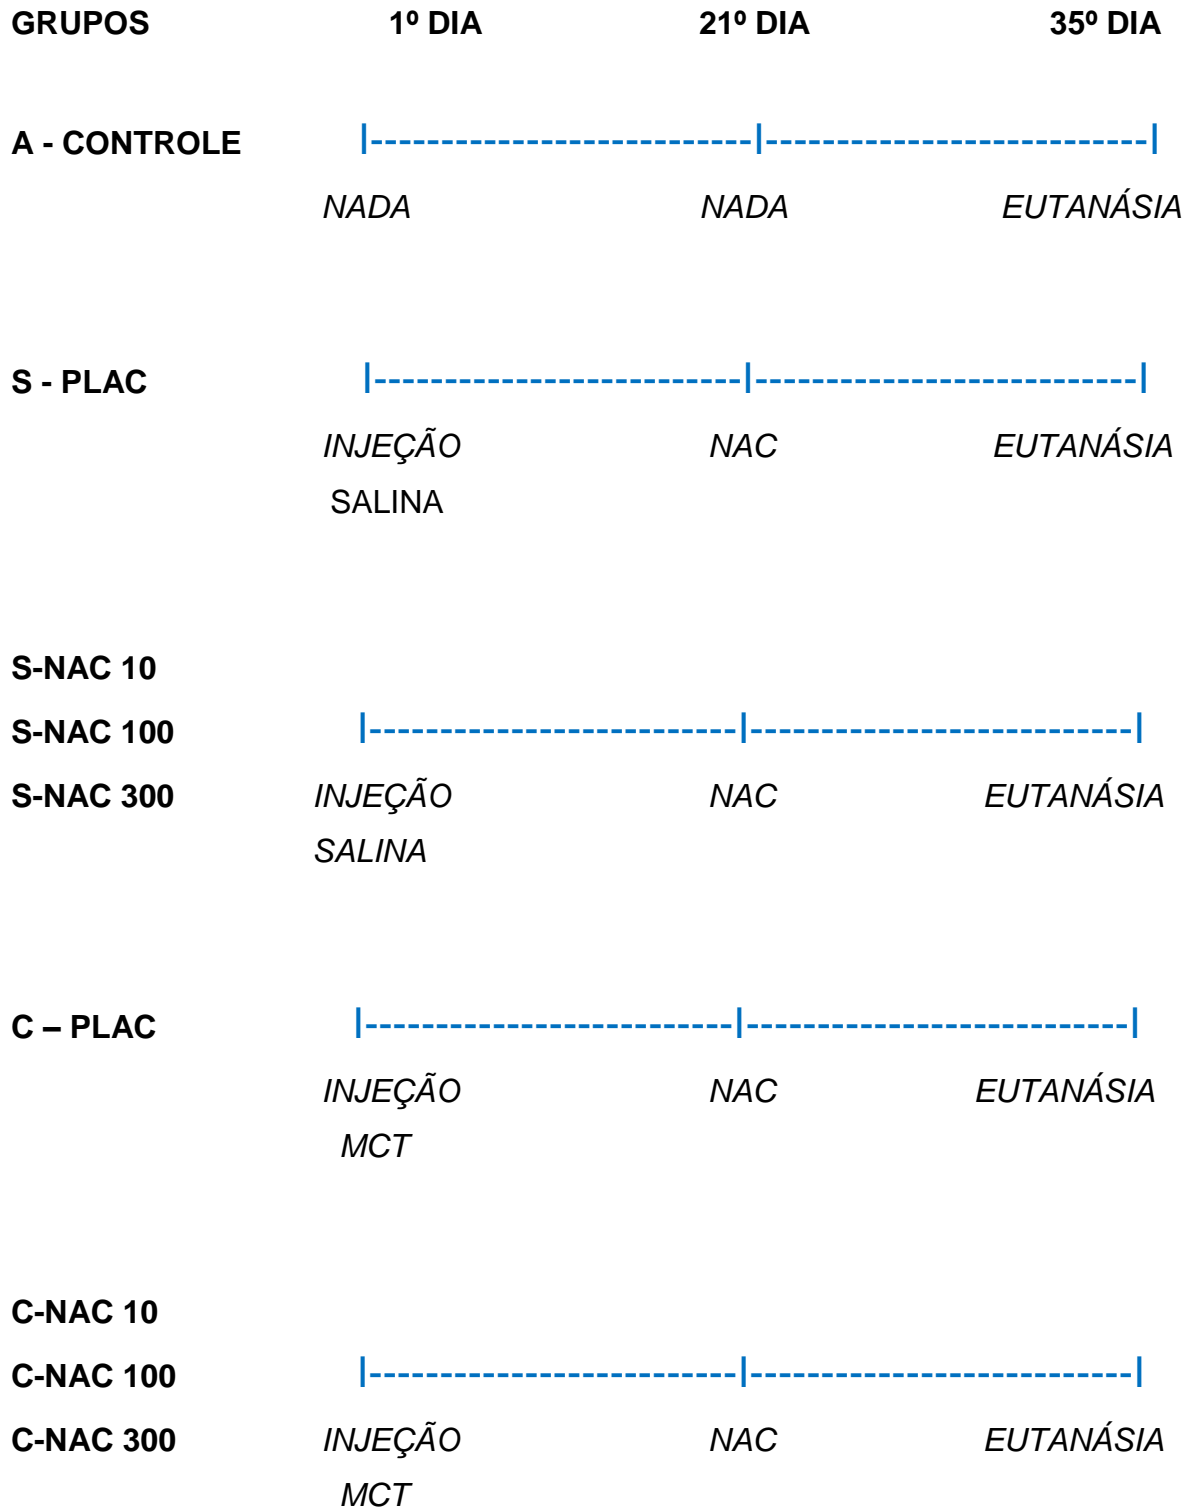 GRUPOS 1º DIA 21º DIA 35º DIA
A - CONTROLE |---------------------------|---------------------------|
NADA NADA EUTANÁSIA
S - PLAC |--------------------------|---------------------------|
INJEÇÃO NAC EUTANÁSIA
SALINA
S-NAC 10
S-NAC 100 |--------------------------|---------------------------|
S-NAC 300 INJEÇÃO NAC EUTANÁSIA
SALINA
C – PLAC |--------------------------|---------------------------|
INJEÇÃO NAC EUTANÁSIA
MCT
C-NAC 10
C-NAC 100 |--------------------------|---------------------------|
C-NAC 300 INJEÇÃO NAC EUTANÁSIA
MCT